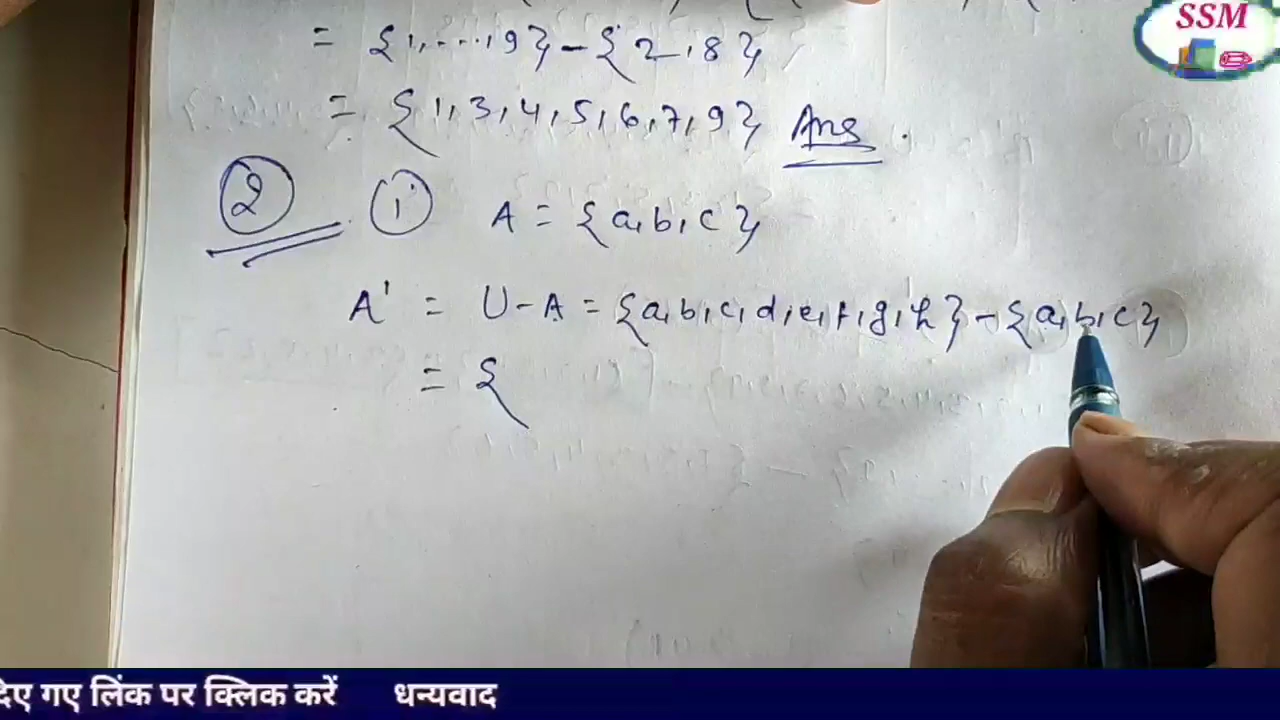 SSM
= {1, ...., 9} - {2, 8}
= {1, 3, 4, 5, 6, 7, 9} Ans.
② ① A = {a, b, c}
A' = U - A = {a, b, c, d, e, f, g, h} - {a, b, c}
= {
दिए गए लिंक पर क्लिक करें धन्यवाद